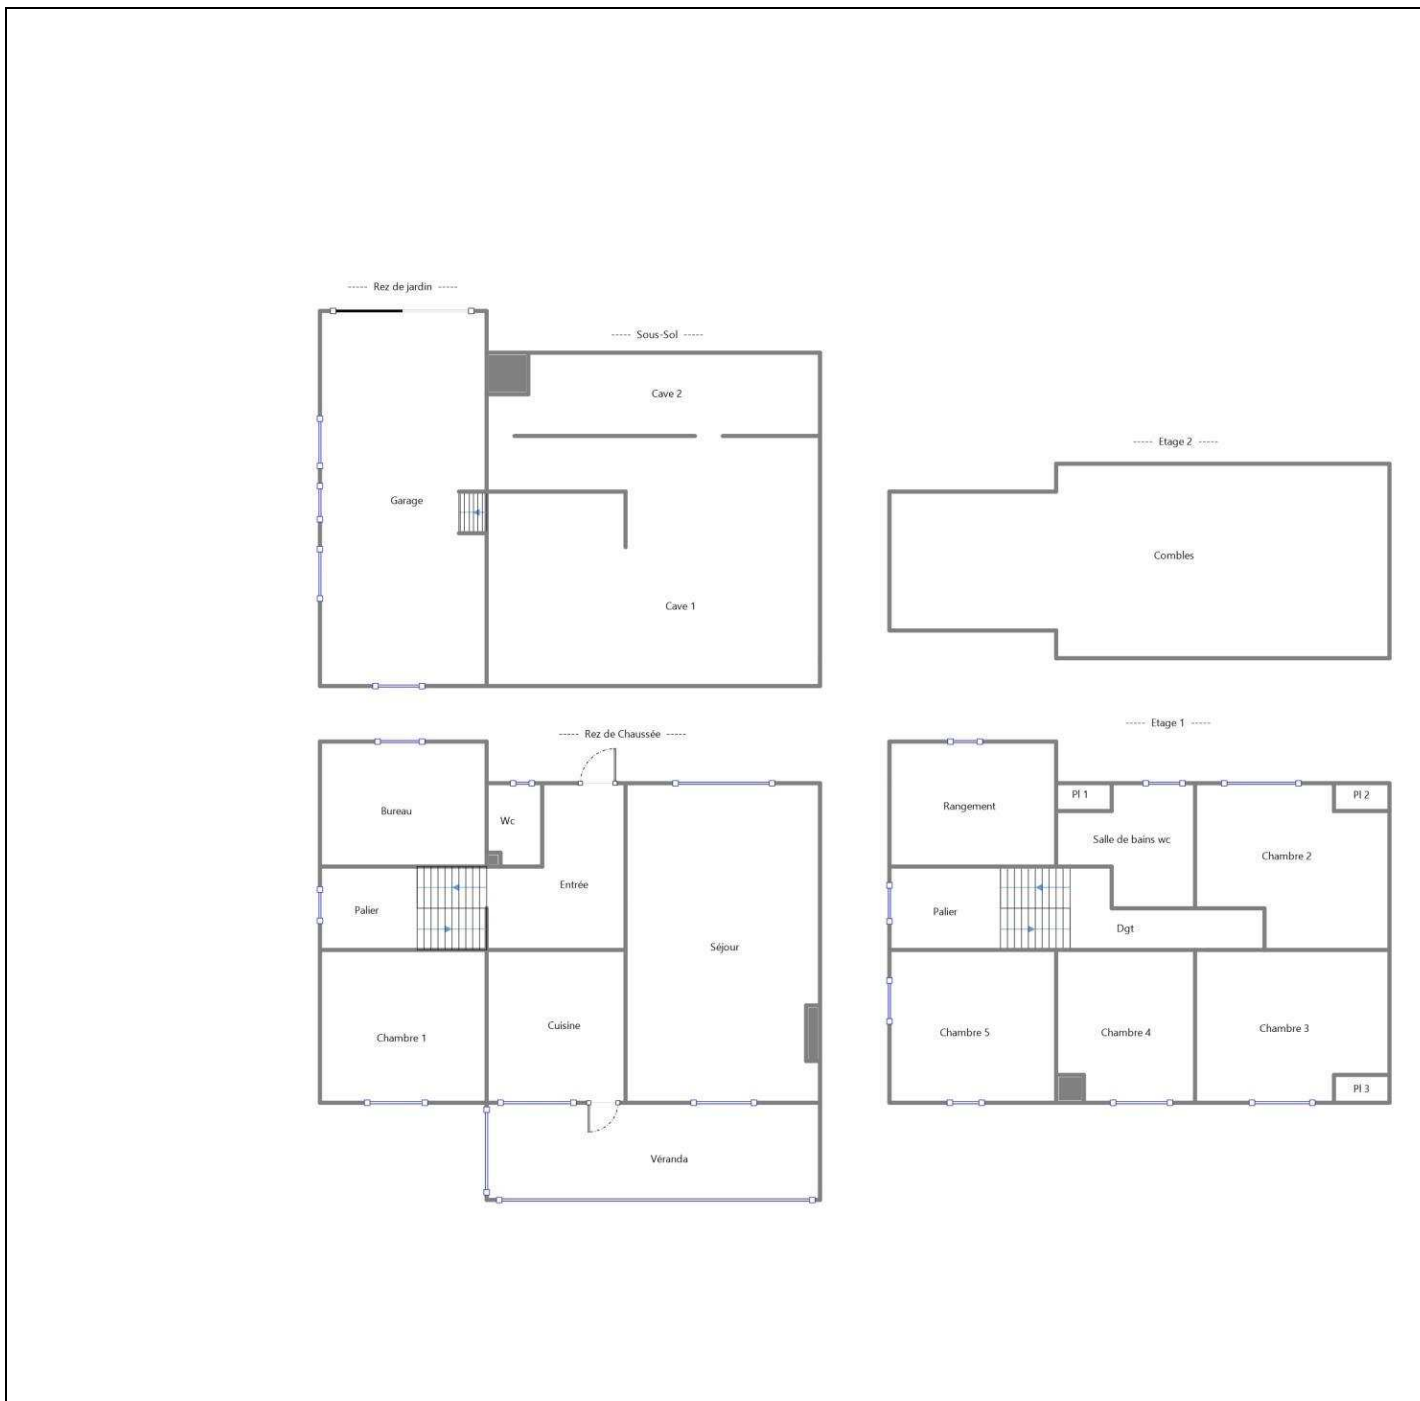 ----- Rez de jardin -----
----- Sous-Sol -----
Cave 2
Garage
Cave 1
----- Etage 2 -----
Combles
----- Rez de Chaussée -----
Bureau
Wc
Entrée
Palier
Séjour
Chambre 1
Cuisine
Véranda
----- Etage 1 -----
Pl 1
Pl 2
Rangement
Salle de bains wc
Chambre 2
Palier
Dgt
Chambre 5
Chambre 4
Chambre 3
Pl 3